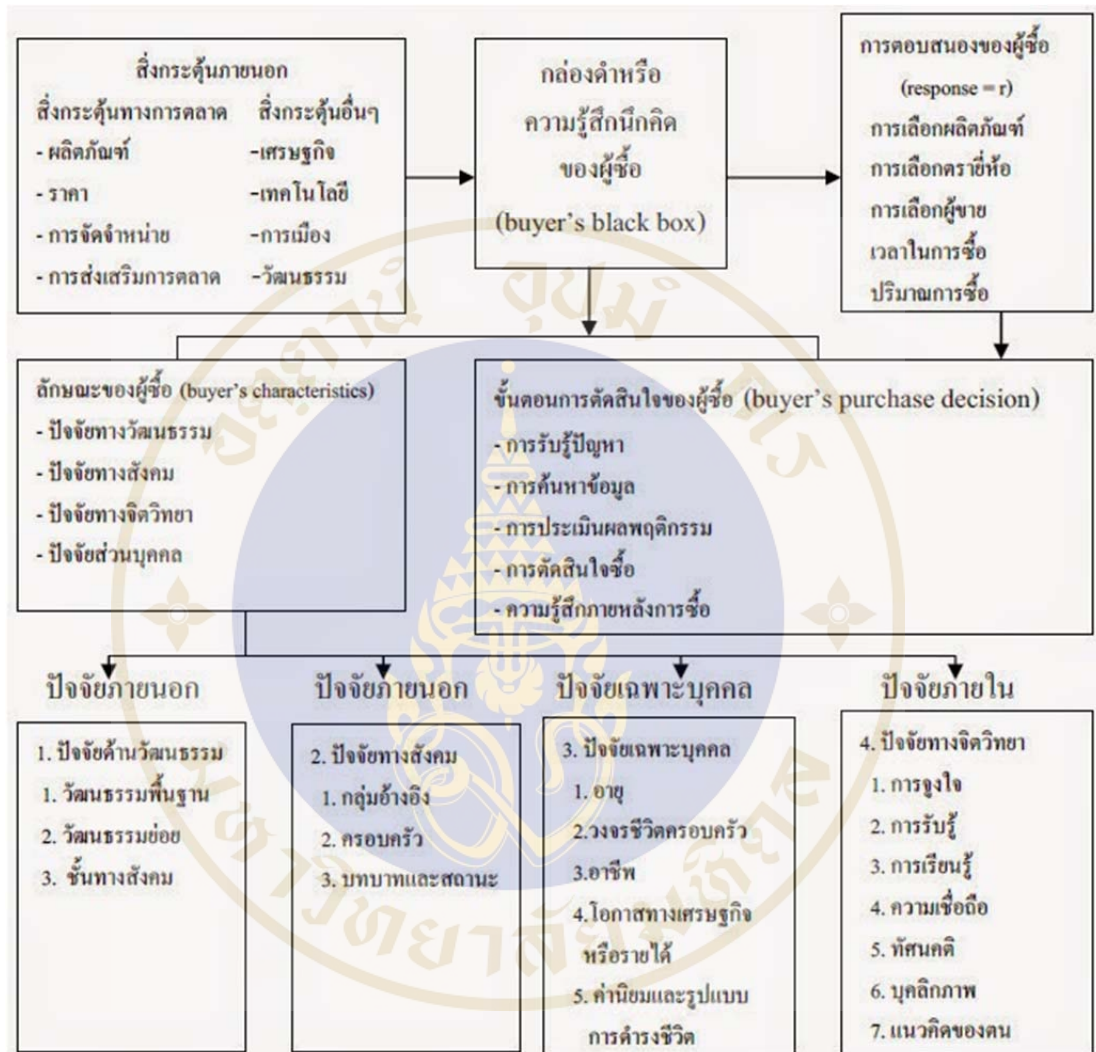 สิ่งกระตุ้นภายนอก
สิ่งกระตุ้นทางการตลาด สิ่งกระตุ้นอื่นๆ
- ผลิตภัณฑ์ -เศรษฐกิจ
- ราคา -เทคโนโลยี
- การจัดจำหน่าย -การเมือง
- การส่งเสริมการตลาด -วัฒนธรรม
กล่องดำหรือ
ความรู้สึกนึกคิด
ของผู้ซื้อ
(buyer's black box)
การตอบสนองของผู้ซื้อ
(response = r)
การเลือกผลิตภัณฑ์
การเลือกตรายี่ห้อ
การเลือกผู้ขาย
เวลาในการซื้อ
ปริมาณการซื้อ
ลักษณะของผู้ซื้อ (buyer's characteristics)
- ปัจจัยทางวัฒนธรรม
- ปัจจัยทางสังคม
- ปัจจัยทางจิตวิทยา
- ปัจจัยส่วนบุคคล
ขั้นตอนการตัดสินใจของผู้ซื้อ (buyer's purchase decision)
- การรับรู้ปัญหา
- การค้นหาข้อมูล
- การประเมินผลพฤติกรรม
- การตัดสินใจซื้อ
- ความรู้สึกภายหลังการซื้อ
ปัจจัยภายนอก
1. ปัจจัยด้านวัฒนธรรม
1. วัฒนธรรมพื้นฐาน
2. วัฒนธรรมย่อย
3. ชั้นทางสังคม
ปัจจัยภายนอก
2. ปัจจัยทางสังคม
1. กลุ่มอ้างอิง
2. ครอบครัว
3. บทบาทและสถานะ
ปัจจัยเฉพาะบุคคล
3. ปัจจัยเฉพาะบุคคล
1. อายุ
2.วงจรชีวิตครอบครัว
3.อาชีพ
4.โอกาสทางเศรษฐกิจ
หรือรายได้
5. ค่านิยมและรูปแบบ
การดำรงชีวิต
ปัจจัยภายใน
4. ปัจจัยทางจิตวิทยา
1. การจูงใจ
2. การรับรู้
3. การเรียนรู้
4. ความเชื่อถือ
5. ทัศนคติ
6. บุคลิกภาพ
7. แนวคิดของตน
อตฺตานํ อุปมํ กเร
มหาวิทยาลัยมหิดล